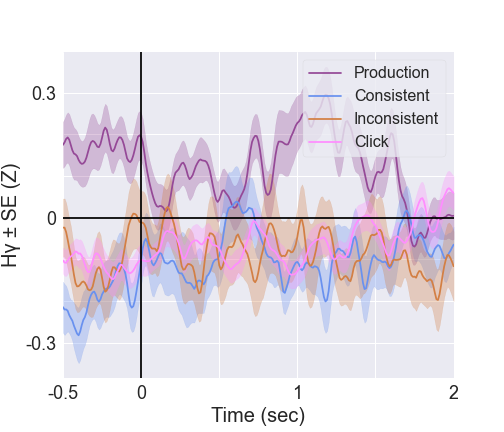 Production
Consistent
Inconsistent
Click
0.3
0
-0.3
Hγ ± SE (Z)
-0.5
0
1
2
Time (sec)